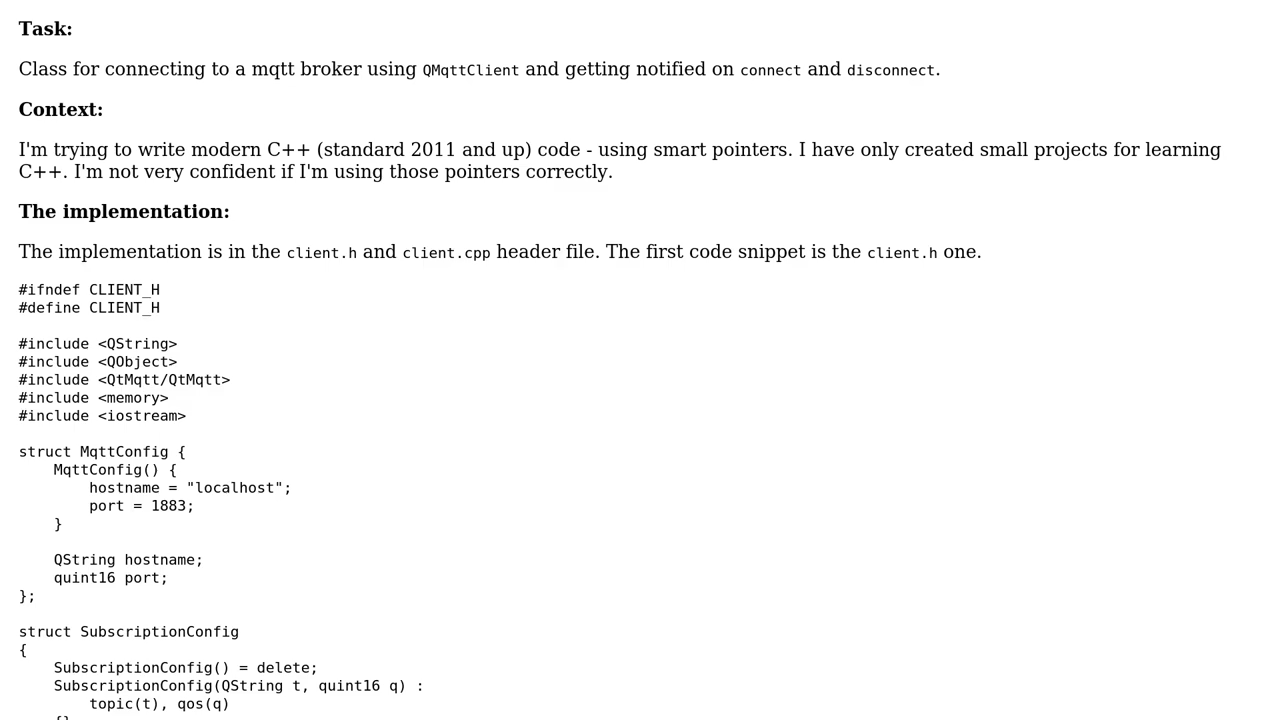 Task:
Class for connecting to a mqtt broker using QMqttClient and getting notified on connect and disconnect.
Context:
I'm trying to write modern C++ (standard 2011 and up) code - using smart pointers. I have only created small projects for learning
C++. I'm not very confident if I'm using those pointers correctly.
The implementation:
The implementation is in the client.h and client.cpp header file. The first code snippet is the client.h one.
#ifndef CLIENT_H
#define CLIENT_H
#include <QString>
#include <QObject>
#include <QtMqtt/QtMqtt>
#include <memory>
#include <iostream>
struct MqttConfig {
    MqttConfig() {
        hostname = "localhost";
        port = 1883;
    }
    QString hostname;
    quint16 port;
};
struct SubscriptionConfig
{
    SubscriptionConfig() = delete;
    SubscriptionConfig(QString t, quint16 q) :
        topic(t), qos(q)
    {}